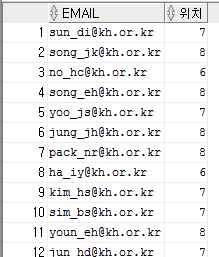 EMAIL 위치
1 sun_di@kh.or.kr 7
2 song_jk@kh.or.kr 8
3 no_hc@kh.or.kr 6
4 song_eh@kh.or.kr 8
5 yoo_js@kh.or.kr 7
6 jung_jh@kh.or.kr 8
7 pack_nr@kh.or.kr 8
8 ha_iy@kh.or.kr 6
9 kim_hs@kh.or.kr 7
10 sim_bs@kh.or.kr 7
11 youn_eh@kh.or.kr 8
12 jun_hd@kh.or.kr 7